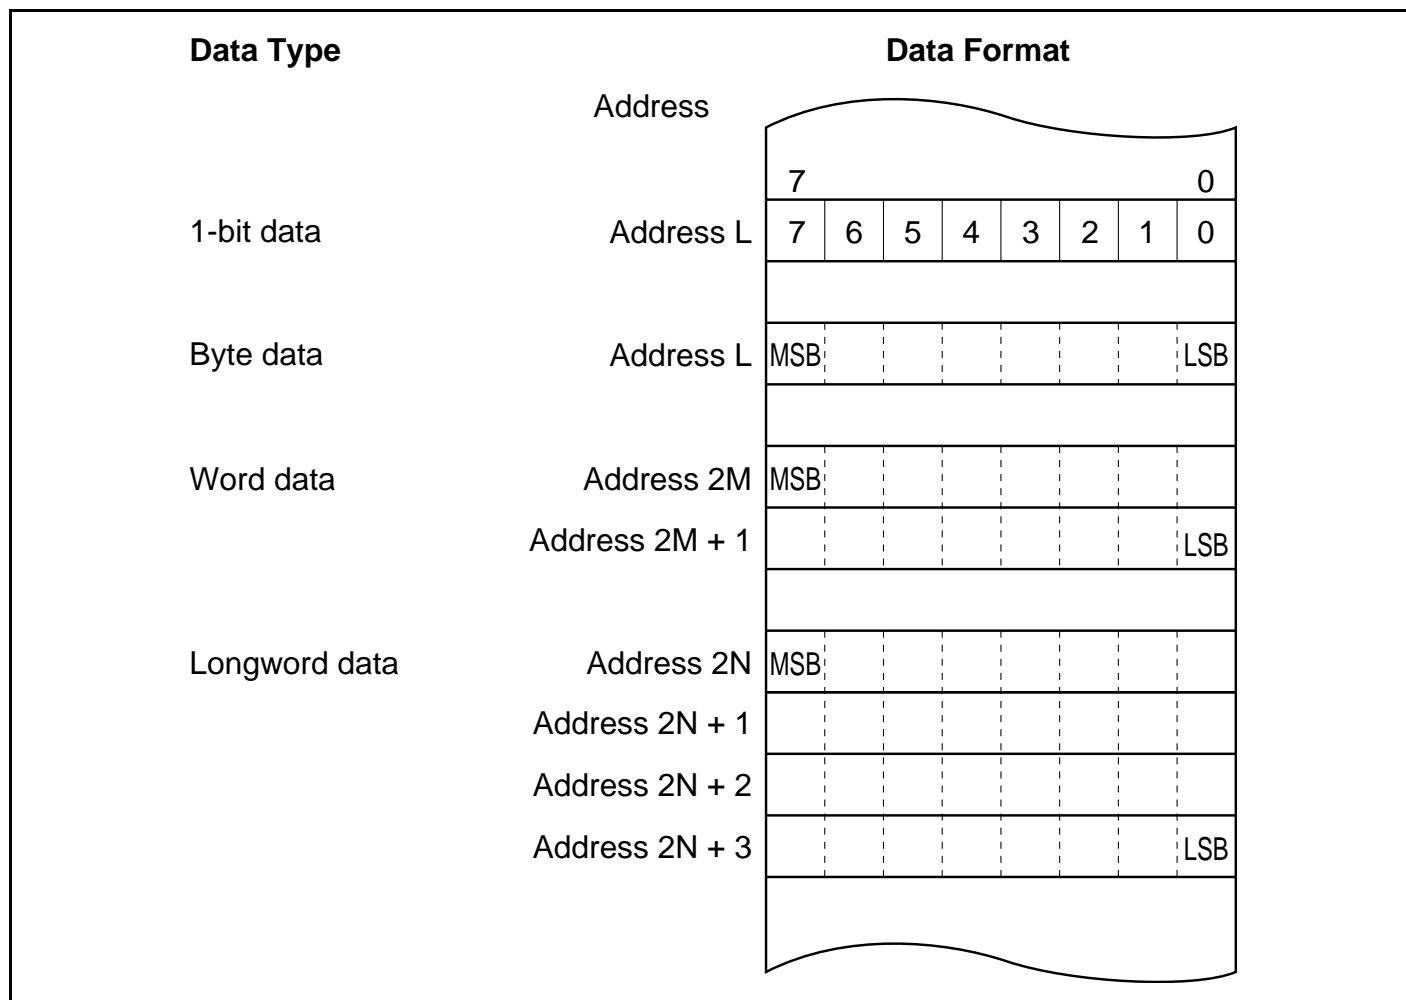 Data Type Data Format
Address
7 0
1-bit data Address L 7 6 5 4 3 2 1 0
Byte data Address L MSB LSB
Word data Address 2M MSB
Address 2M + 1 LSB
Longword data Address 2N MSB
Address 2N + 1
Address 2N + 2
Address 2N + 3 LSB